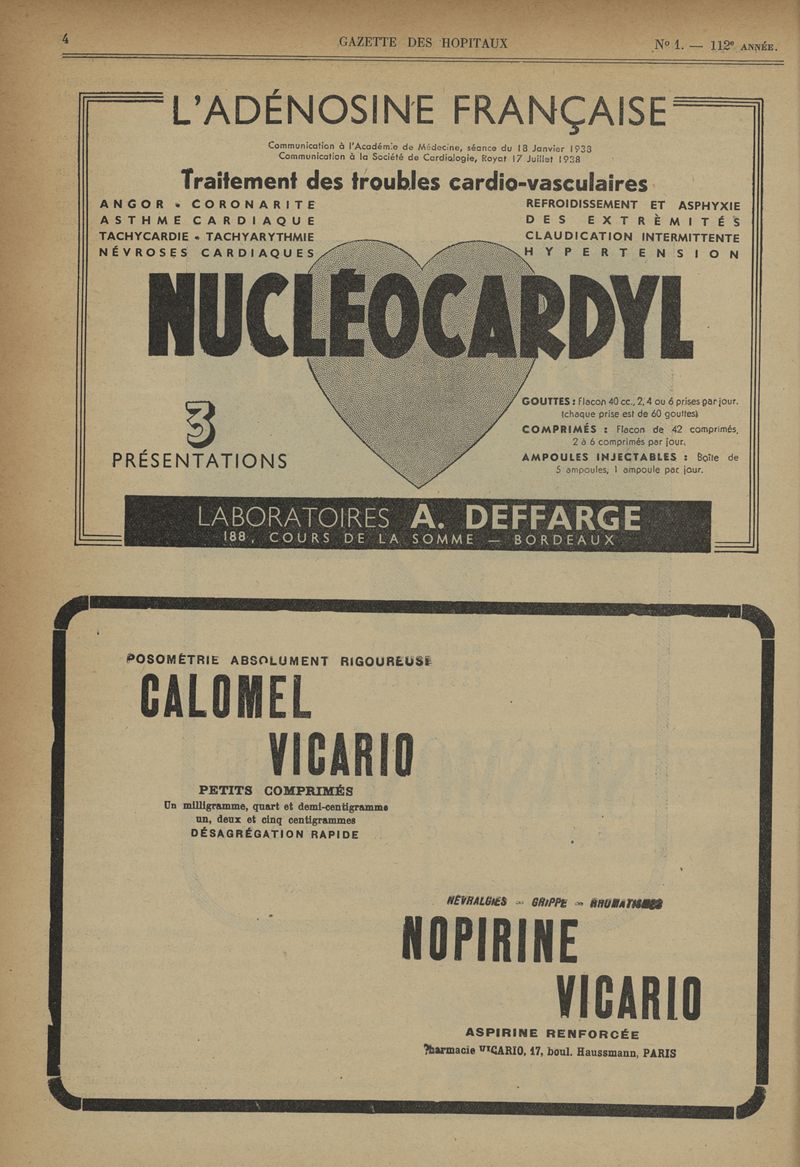 4
GAZETTE DES HOPITAUX
Nº 1. — 112e ANNÉE.
L'ADÉNOSINE FRANÇAISE
Communication à l'Académie de Médecine, séance du 18 Janvier 1933
Communication à la Société de Cardialogie, Royat 17 Juillet 1938
Traitement des troubles cardio-vasculaires
ANGOR • CORONARITE
ASTHME CARDIAQUE
TACHYCARDIE • TACHYARYTHMIE
NÉVROSES CARDIAQUES
REFROIDISSEMENT ET ASPHYXIE
DES EXTRÈMITÉS
CLAUDICATION INTERMITTENTE
HYPERTENSION
NUCLÉOCARDYL
3
PRÉSENTATIONS
GOUTTES : Flacon 40 cc., 2, 4 ou 6 prises par jour.
(chaque prise est de 60 gouttes)
COMPRIMÉS : Flacon de 42 comprimés.
2 à 6 comprimés par jour.
AMPOULES INJECTABLES : Boîte de
5 ampoules, 1 ampoule par jour.
LABORATOIRES A. DEFFARGE
188, COURS DE LA SOMME — BORDEAUX
POSOMÉTRIE ABSOLUMENT RIGOUREUSE
CALOMEL
VICARIO
PETITS COMPRIMÉS
Un milligramme, quart et demi-centigramme
un, deux et cinq centigrammes
DÉSAGRÉGATION RAPIDE
NÉVRALGIES - GRIPPE - RHUMATISMES
NOPIRINE
VICARIO
ASPIRINE RENFORCÉE
Pharmacie VICARIO, 17, boul. Haussmann, PARIS